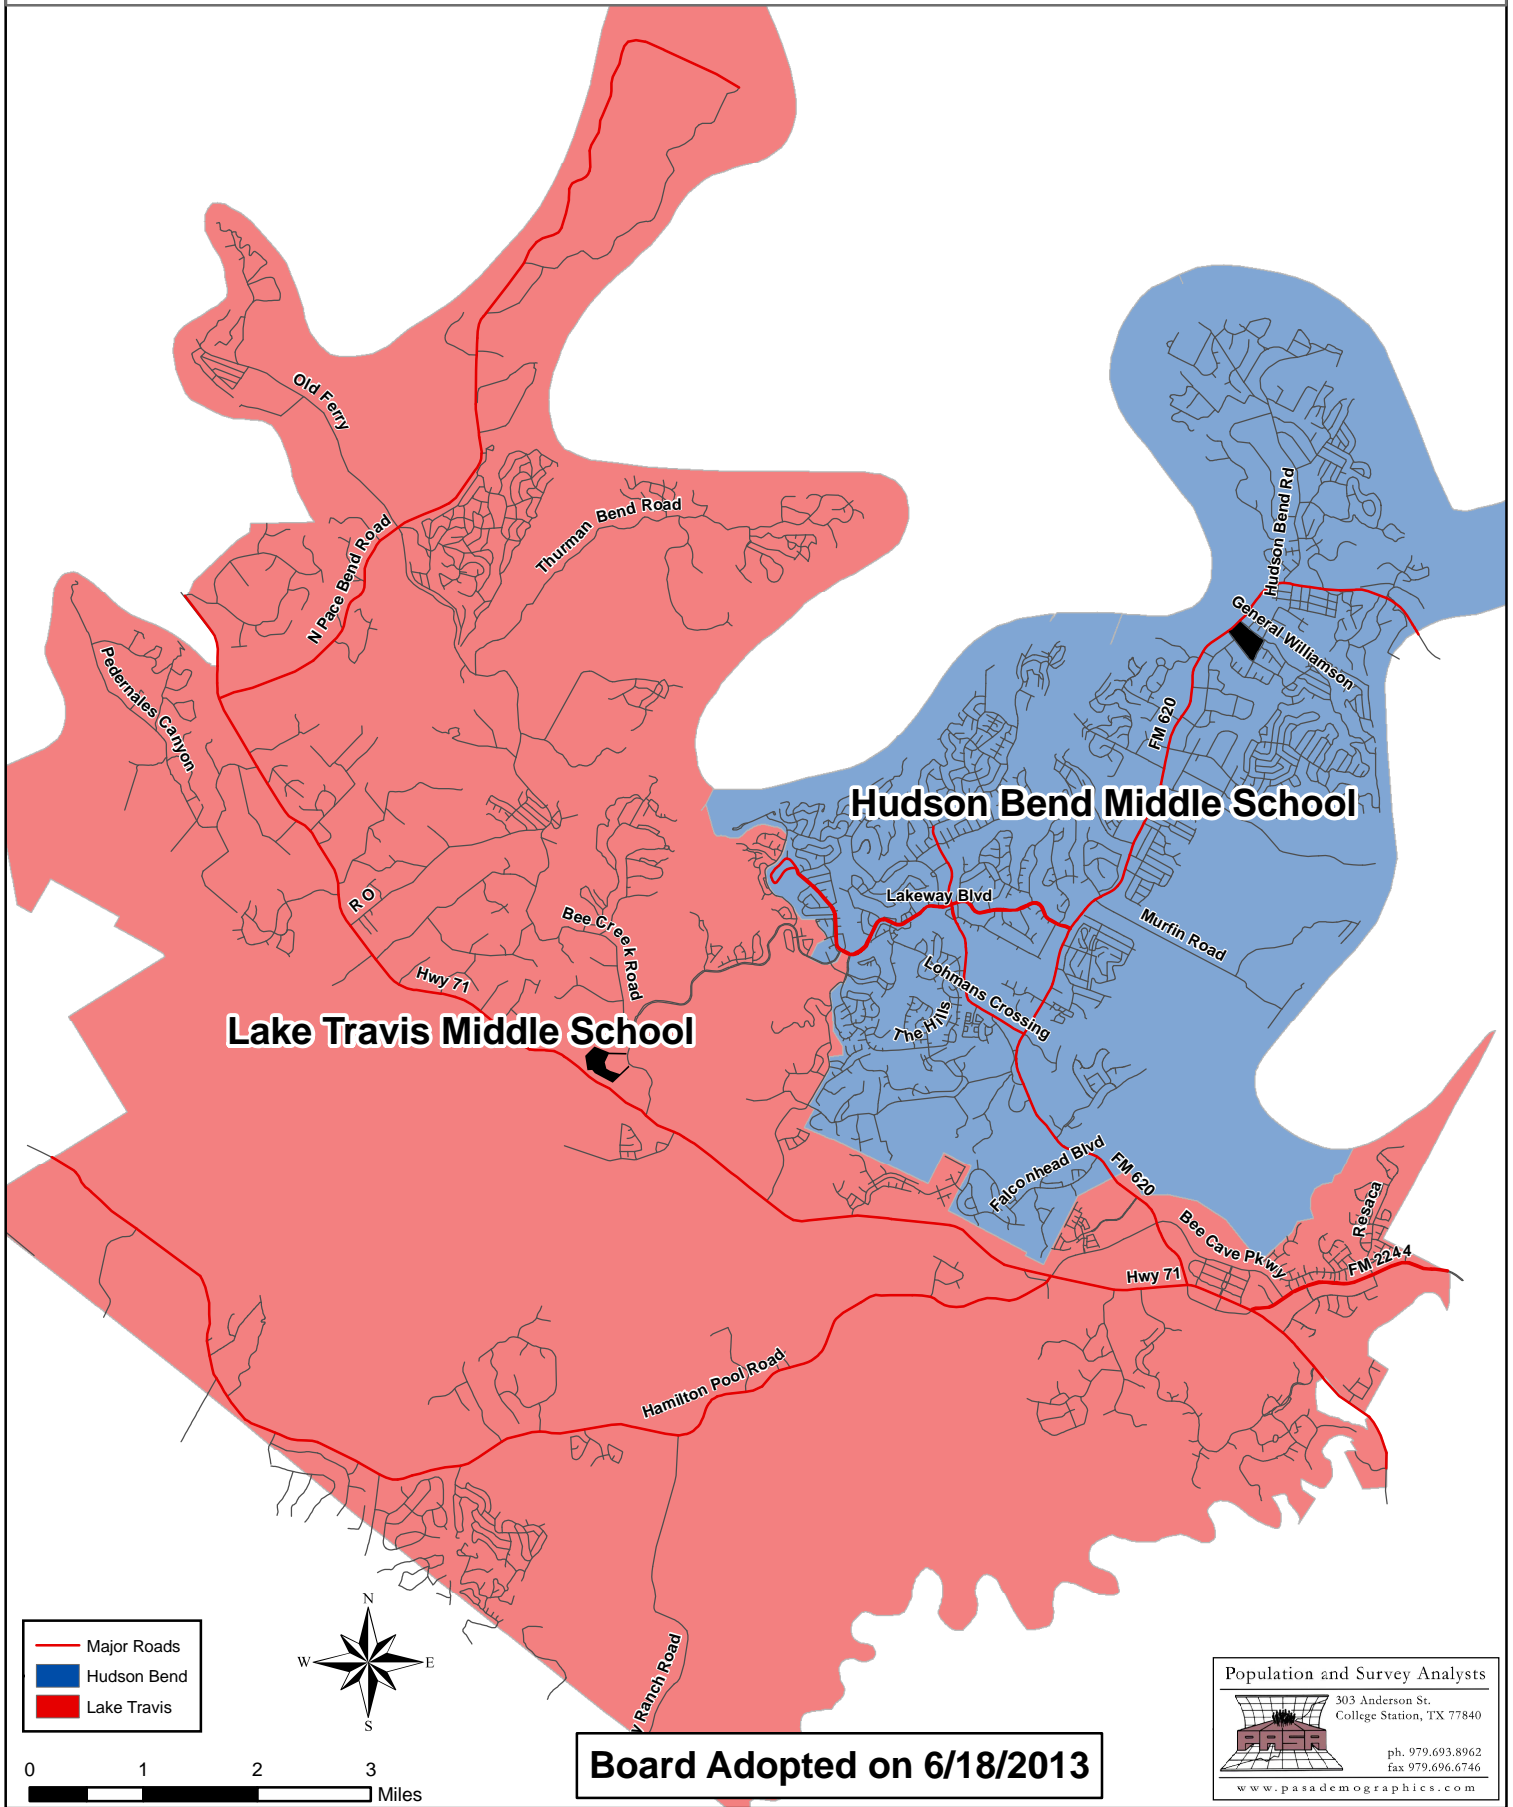 Old Ferry
Thurman Bend Road
N Pace Bend Road
Pedernales Canyon
Hudson Bend Rd
General Williamson
FM 620
Hudson Bend Middle School
Lakeway Blvd
R O
Bee Creek Road
Murfin Road
Hwy 71
Lohmans Crossing
The Hills
Lake Travis Middle School
Falconhead Blvd
FM 620
Resaca
Bee Cave Pkwy
FM 2244
Hwy 71
Hamilton Pool Road
y Ranch Road
Major Roads
Hudson Bend
Lake Travis
N
W E
S
0 1 2 3
Miles
Board Adopted on 6/18/2013
Population and Survey Analysts
303 Anderson St.
College Station, TX 77840
PASA
ph. 979.693.8962
fax 979.696.6746
www.pasademographics.com